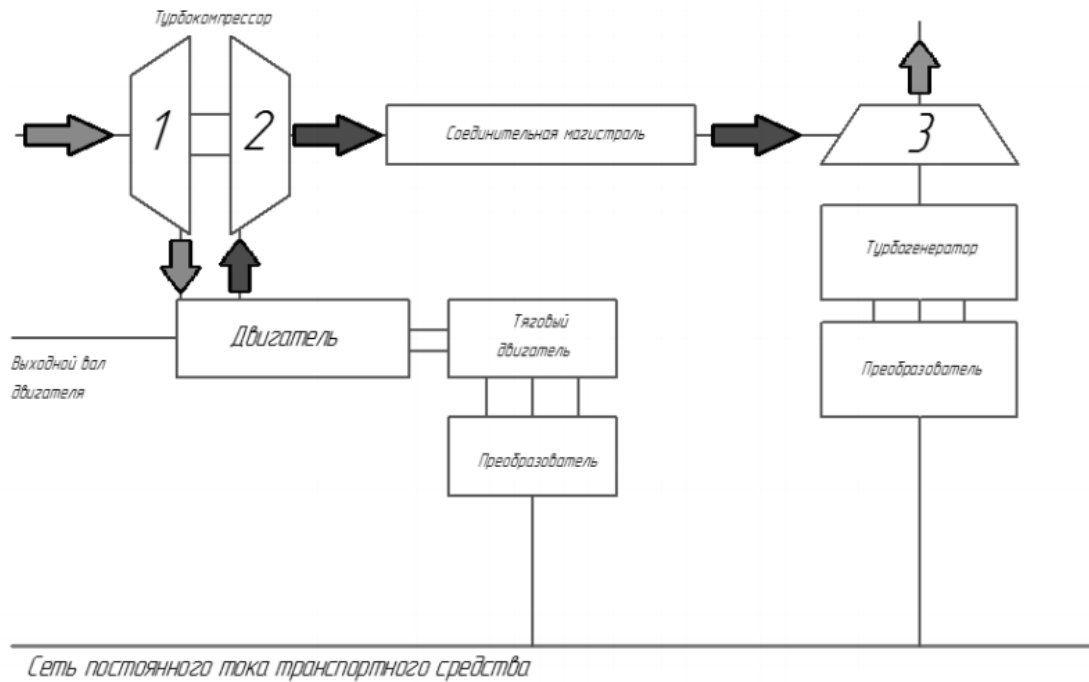 Турбокомпрессор
1
2
Соединительная магистраль
3
Турбогенератор
Двигатель
Тяговый
двигатель
Преобразователь
Выходной вал
двигателя
Преобразователь
Сеть постоянного тока транспортного средства